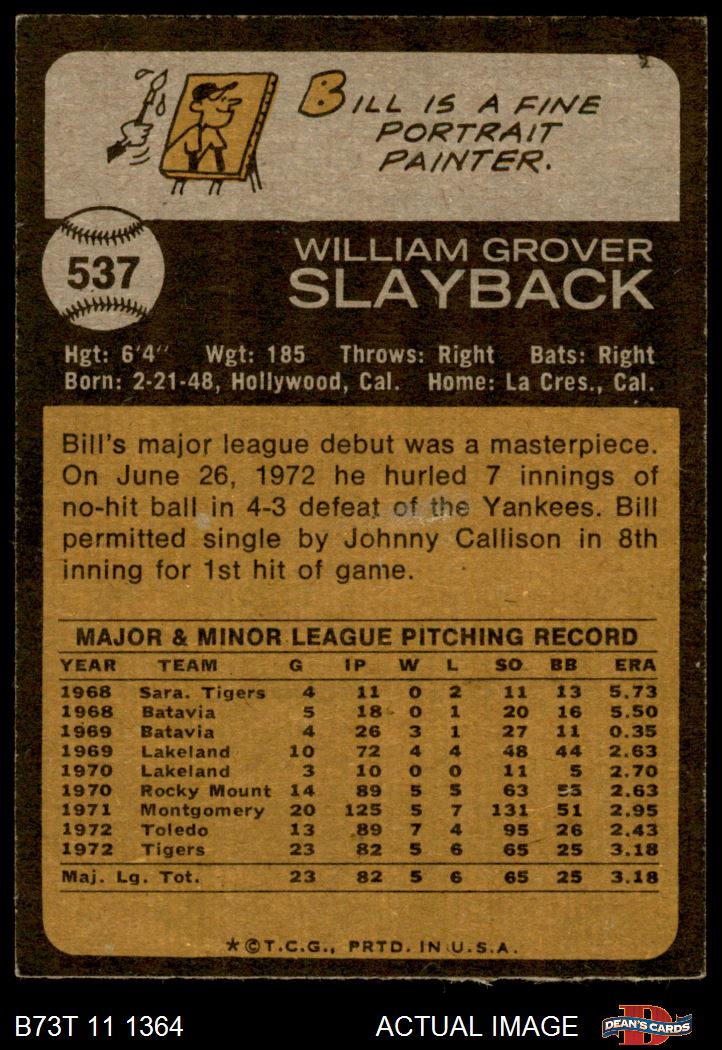 BILL IS A FINE
PORTRAIT
PAINTER.
537
WILLIAM GROVER
SLAYBACK
Hgt: 6'4" Wgt: 185 Throws: Right Bats: Right
Born: 2-21-48, Hollywood, Cal. Home: La Cres., Cal.
Bill's major league debut was a masterpiece.
On June 26, 1972 he hurled 7 innings of
no-hit ball in 4-3 defeat of the Yankees. Bill
permitted single by Johnny Callison in 8th
inning for 1st hit of game.
MAJOR & MINOR LEAGUE PITCHING RECORD
YEAR TEAM G IP W L SO BB ERA
1968 Sara. Tigers 4 11 0 2 11 13 5.73
1968 Batavia 5 18 0 1 20 16 5.50
1969 Batavia 4 26 3 1 27 11 0.35
1969 Lakeland 10 72 4 4 48 44 2.63
1970 Lakeland 3 10 0 0 11 5 2.70
1970 Rocky Mount 14 89 5 5 63 53 2.63
1971 Montgomery 20 125 5 7 131 51 2.95
1972 Toledo 13 89 7 4 95 26 2.43
1972 Tigers 23 82 5 6 65 25 3.18
Maj. Lg. Tot. 23 82 5 6 65 25 3.18
*©T.C.G., PRTD. IN U.S.A.
B73T 11 1364 ACTUAL IMAGE DEAN'S CARDS